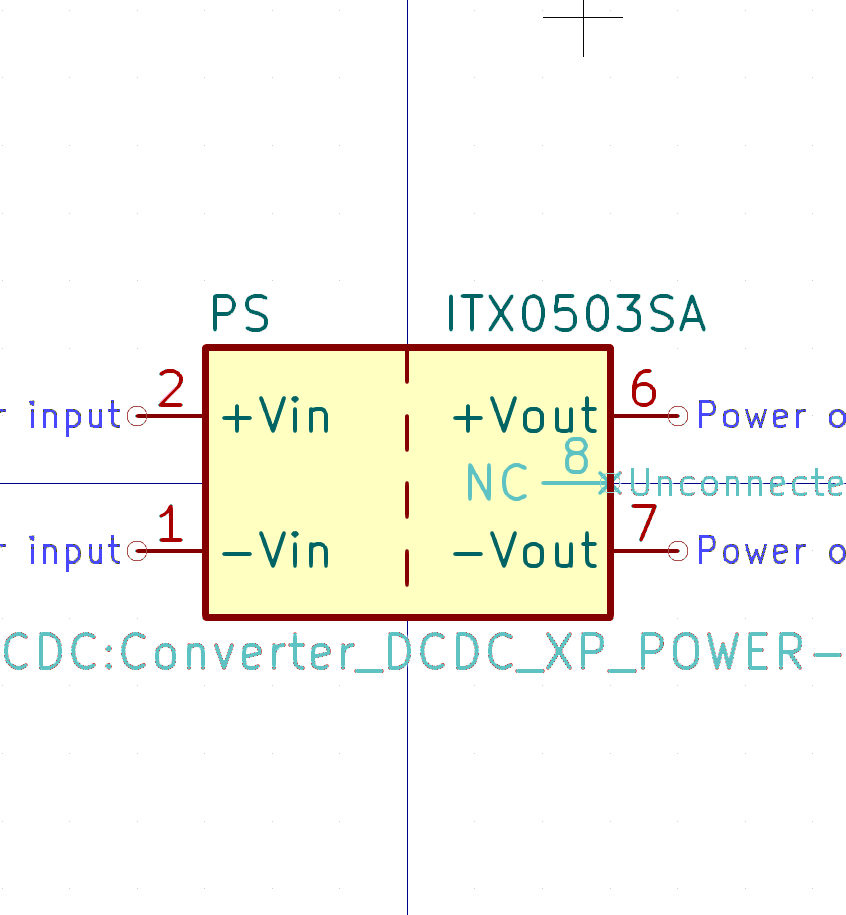 PS ITX0503SA
r input 2 +Vin +Vout 6 Power o
NC 8 Unconnecte
r input 1 -Vin -Vout 7 Power o
CDC:Converter_DCDC_XP_POWER-